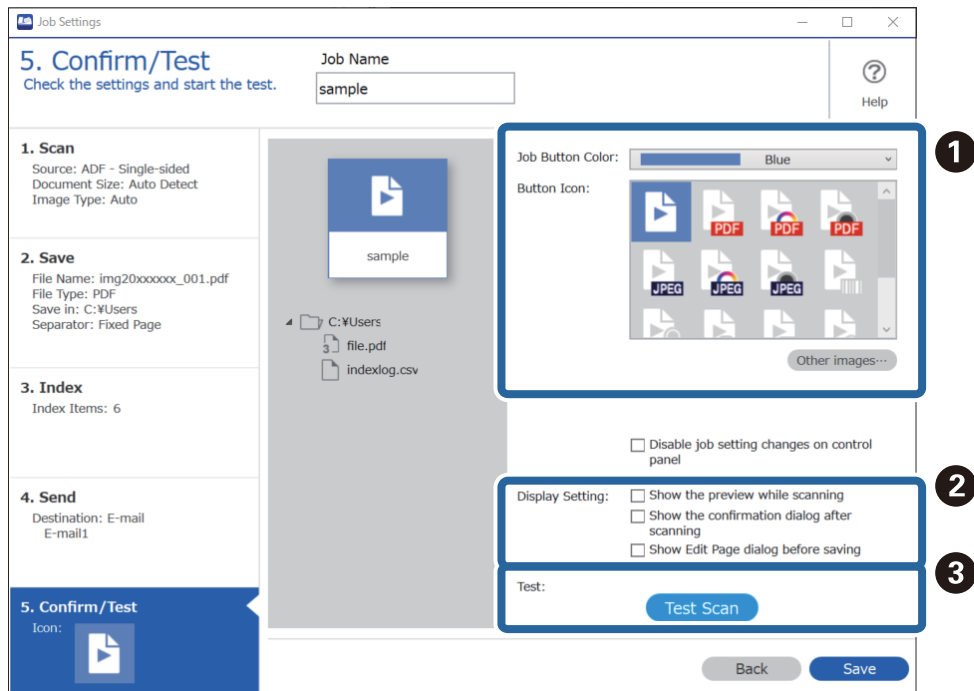 Job Settings
5. Confirm/Test
Check the settings and start the test.
Job Name
sample
Help
1. Scan
Source: ADF - Single-sided
Document Size: Auto Detect
Image Type: Auto
2. Save
File Name: img20xxxxxx_001.pdf
File Type: PDF
Save in: C:¥Users
Separator: Fixed Page
3. Index
Index Items: 6
4. Send
Destination: E-mail
E-mail1
5. Confirm/Test
Icon:
sample
C:¥Users
3 file.pdf
indexlog.csv
1
Job Button Color: Blue
Button Icon:
PDF PDF PDF
JPEG JPEG JPEG
Other images···
Disable job setting changes on control
panel
2
Display Setting: Show the preview while scanning
Show the confirmation dialog after
scanning
Show Edit Page dialog before saving
3
Test:
Test Scan
Back Save